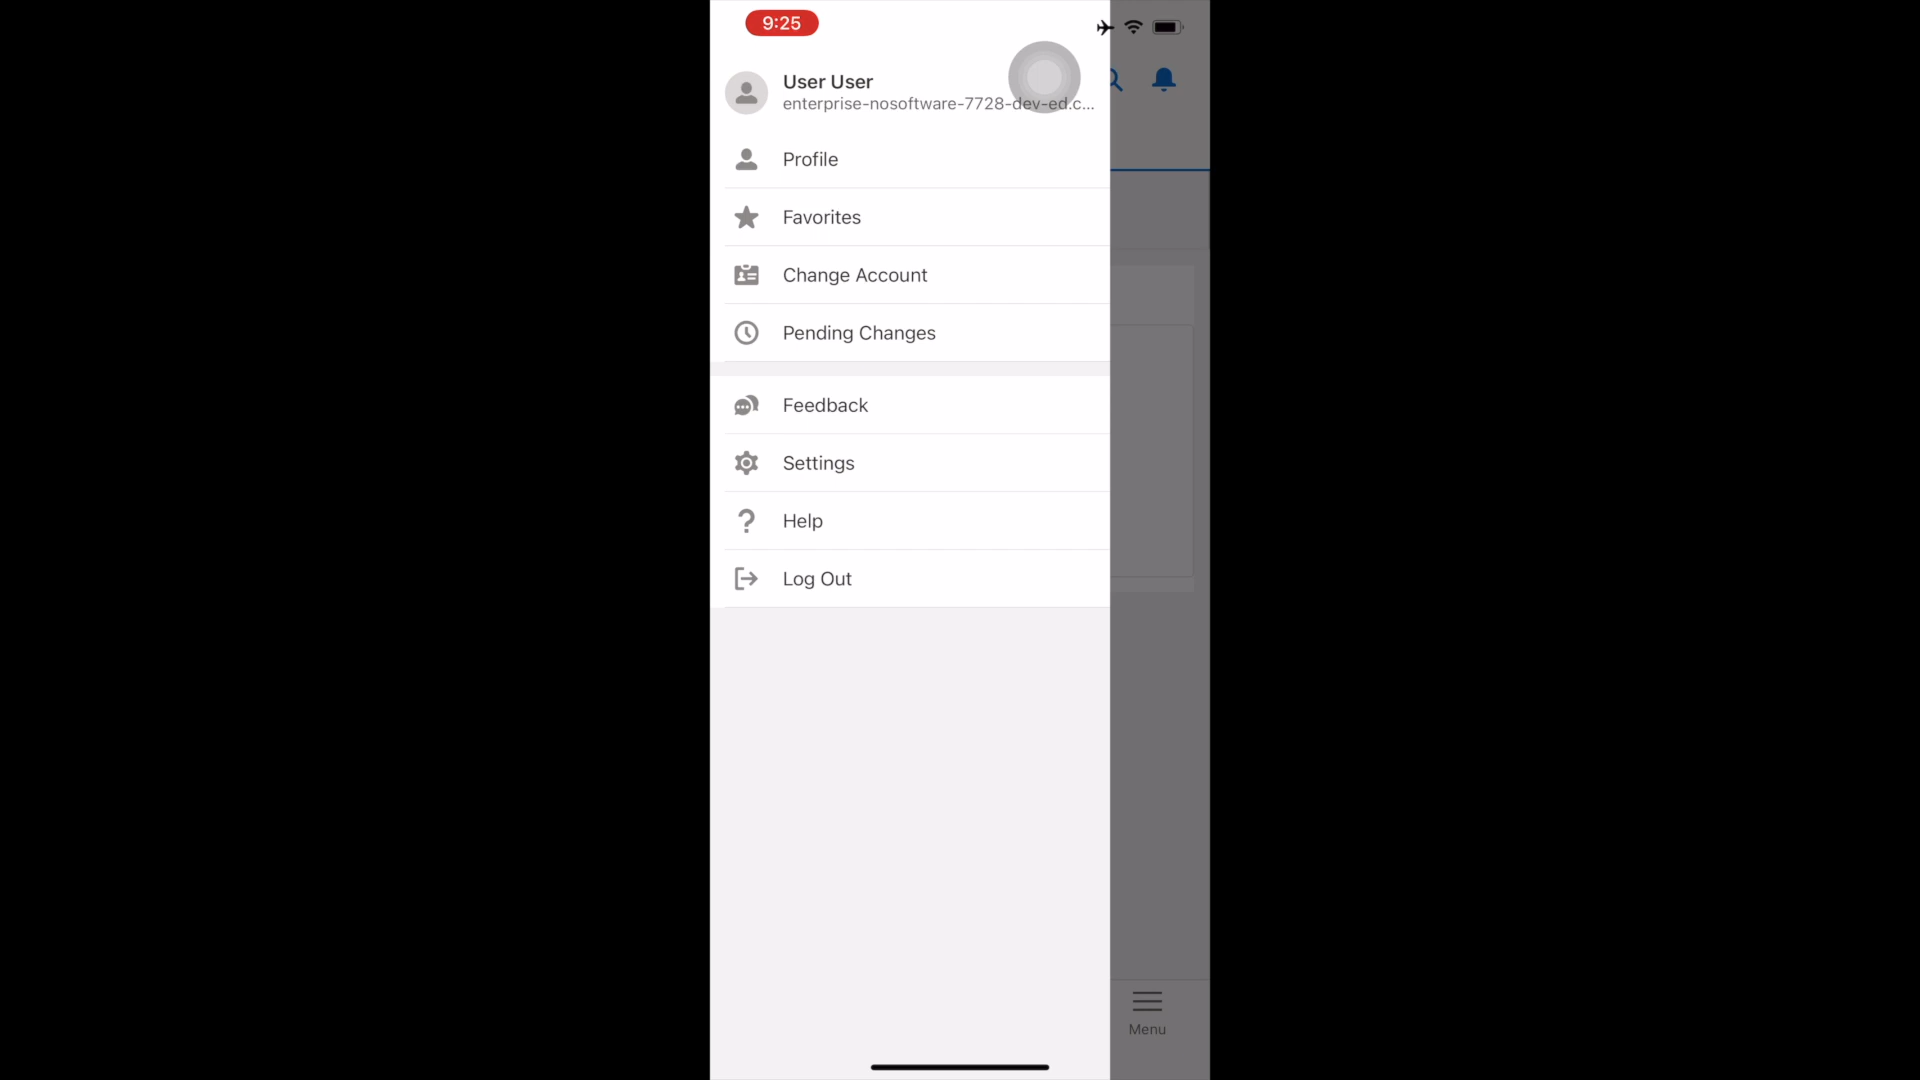 9:25
User User
enterprise-nosoftware-7728-dev-ed.c...
Profile
Favorites
Change Account
Pending Changes
Feedback
Settings
Help
Log Out
Menu